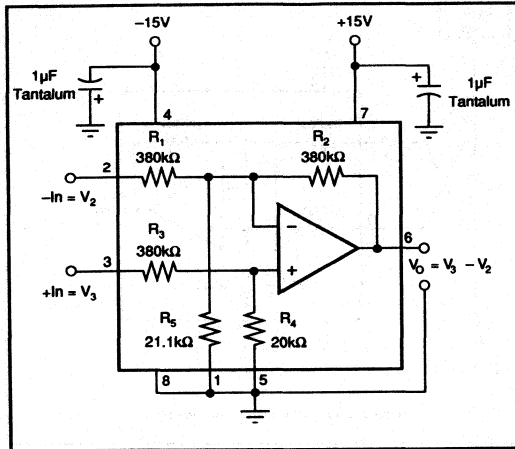 –15V
+15V
1µF
Tantalum
+
+
1µF
Tantalum
4
7
R1
380kΩ
R2
380kΩ
2
–In = V2
–
6
R3
380kΩ
3
+
+In = V3
VO = V3 – V2
R5
21.1kΩ
R4
20kΩ
8
1
5